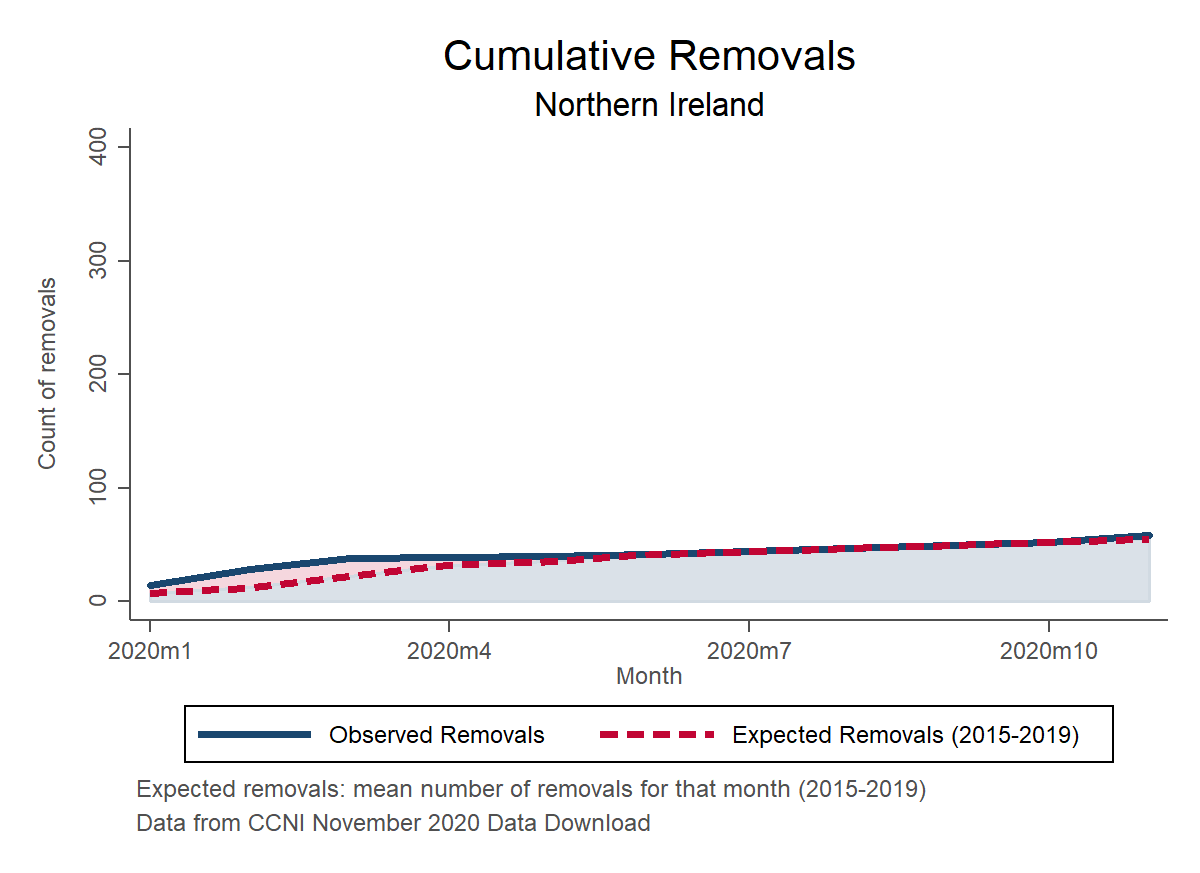 Cumulative Removals
Northern Ireland
Count of removals
400
300
200
100
0
2020m1 2020m4 2020m7 2020m10
Month
Observed Removals Expected Removals (2015-2019)
Expected removals: mean number of removals for that month (2015-2019)
Data from CCNI November 2020 Data Download